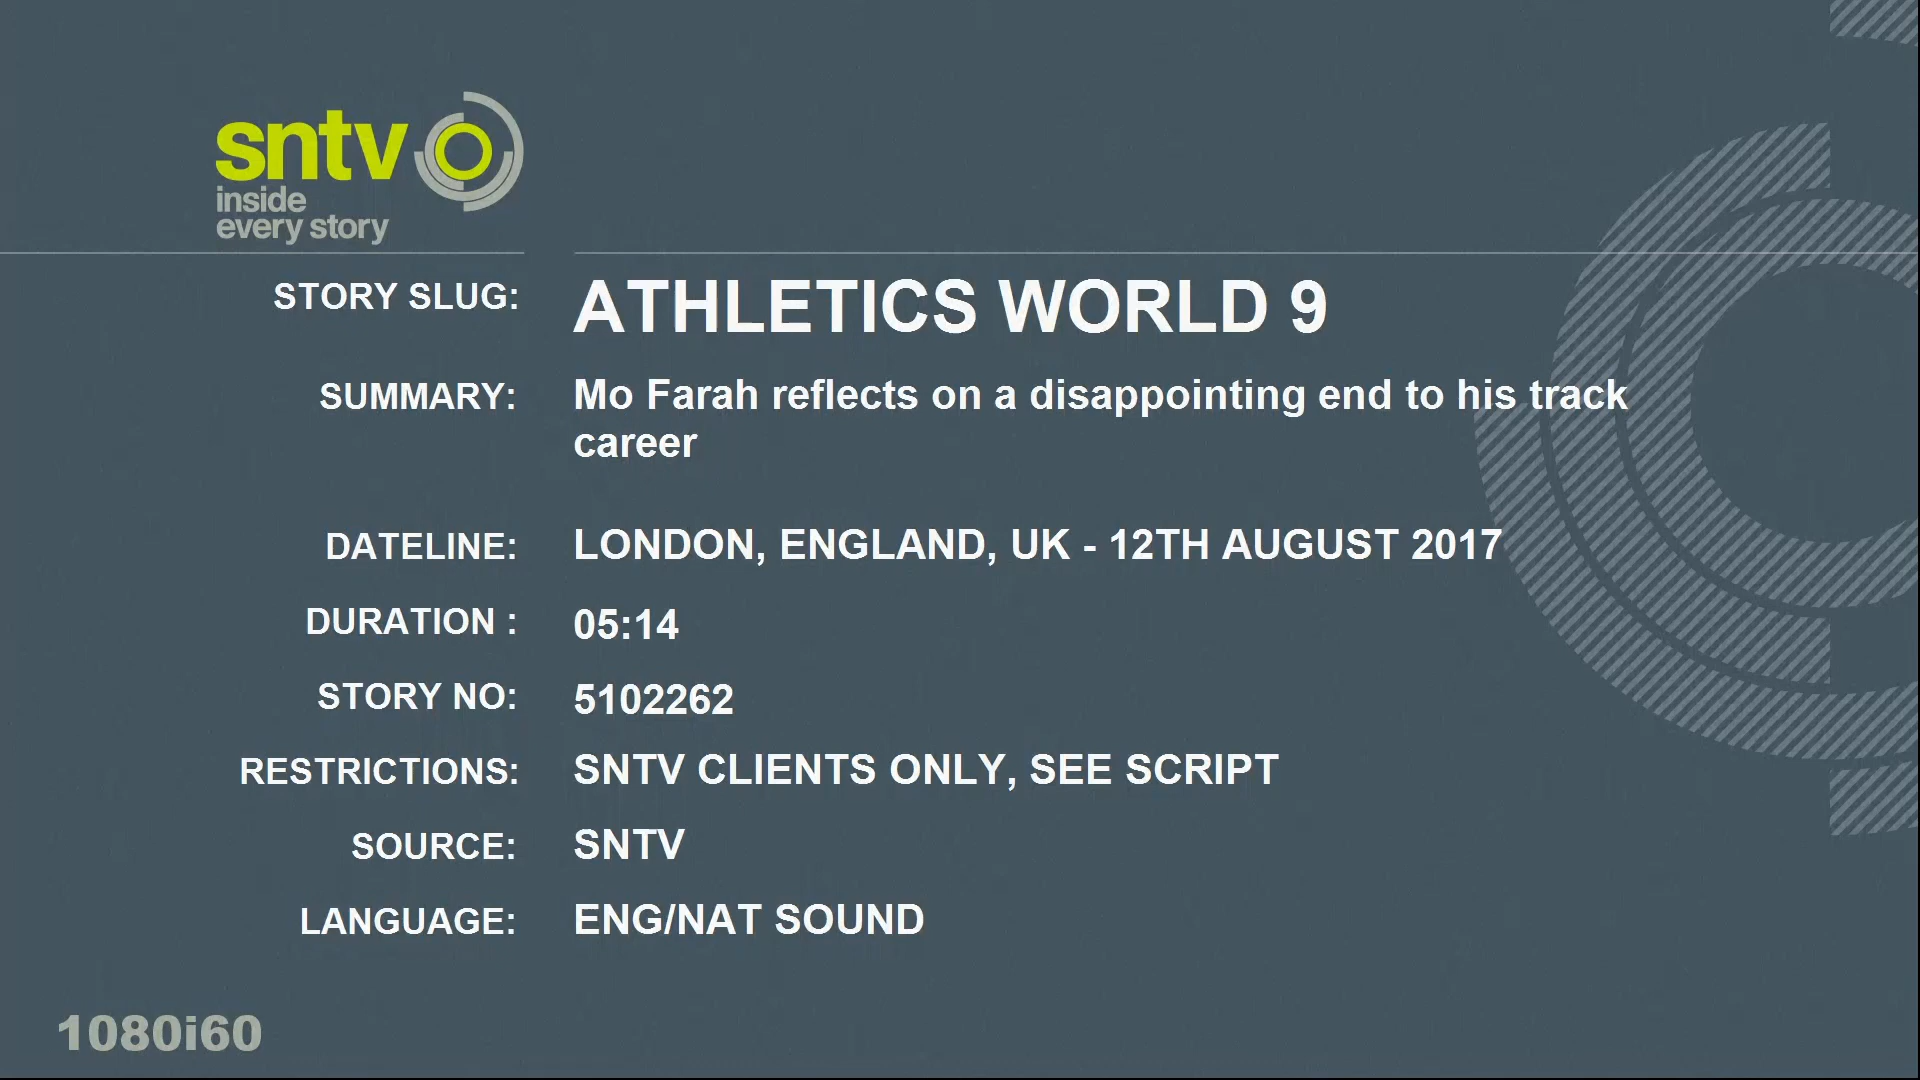 sntv
inside
every story
STORY SLUG: ATHLETICS WORLD 9
SUMMARY: Mo Farah reflects on a disappointing end to his track
career
DATELINE: LONDON, ENGLAND, UK - 12TH AUGUST 2017
DURATION : 05:14
STORY NO: 5102262
RESTRICTIONS: SNTV CLIENTS ONLY, SEE SCRIPT
SOURCE: SNTV
LANGUAGE: ENG/NAT SOUND
1080i60